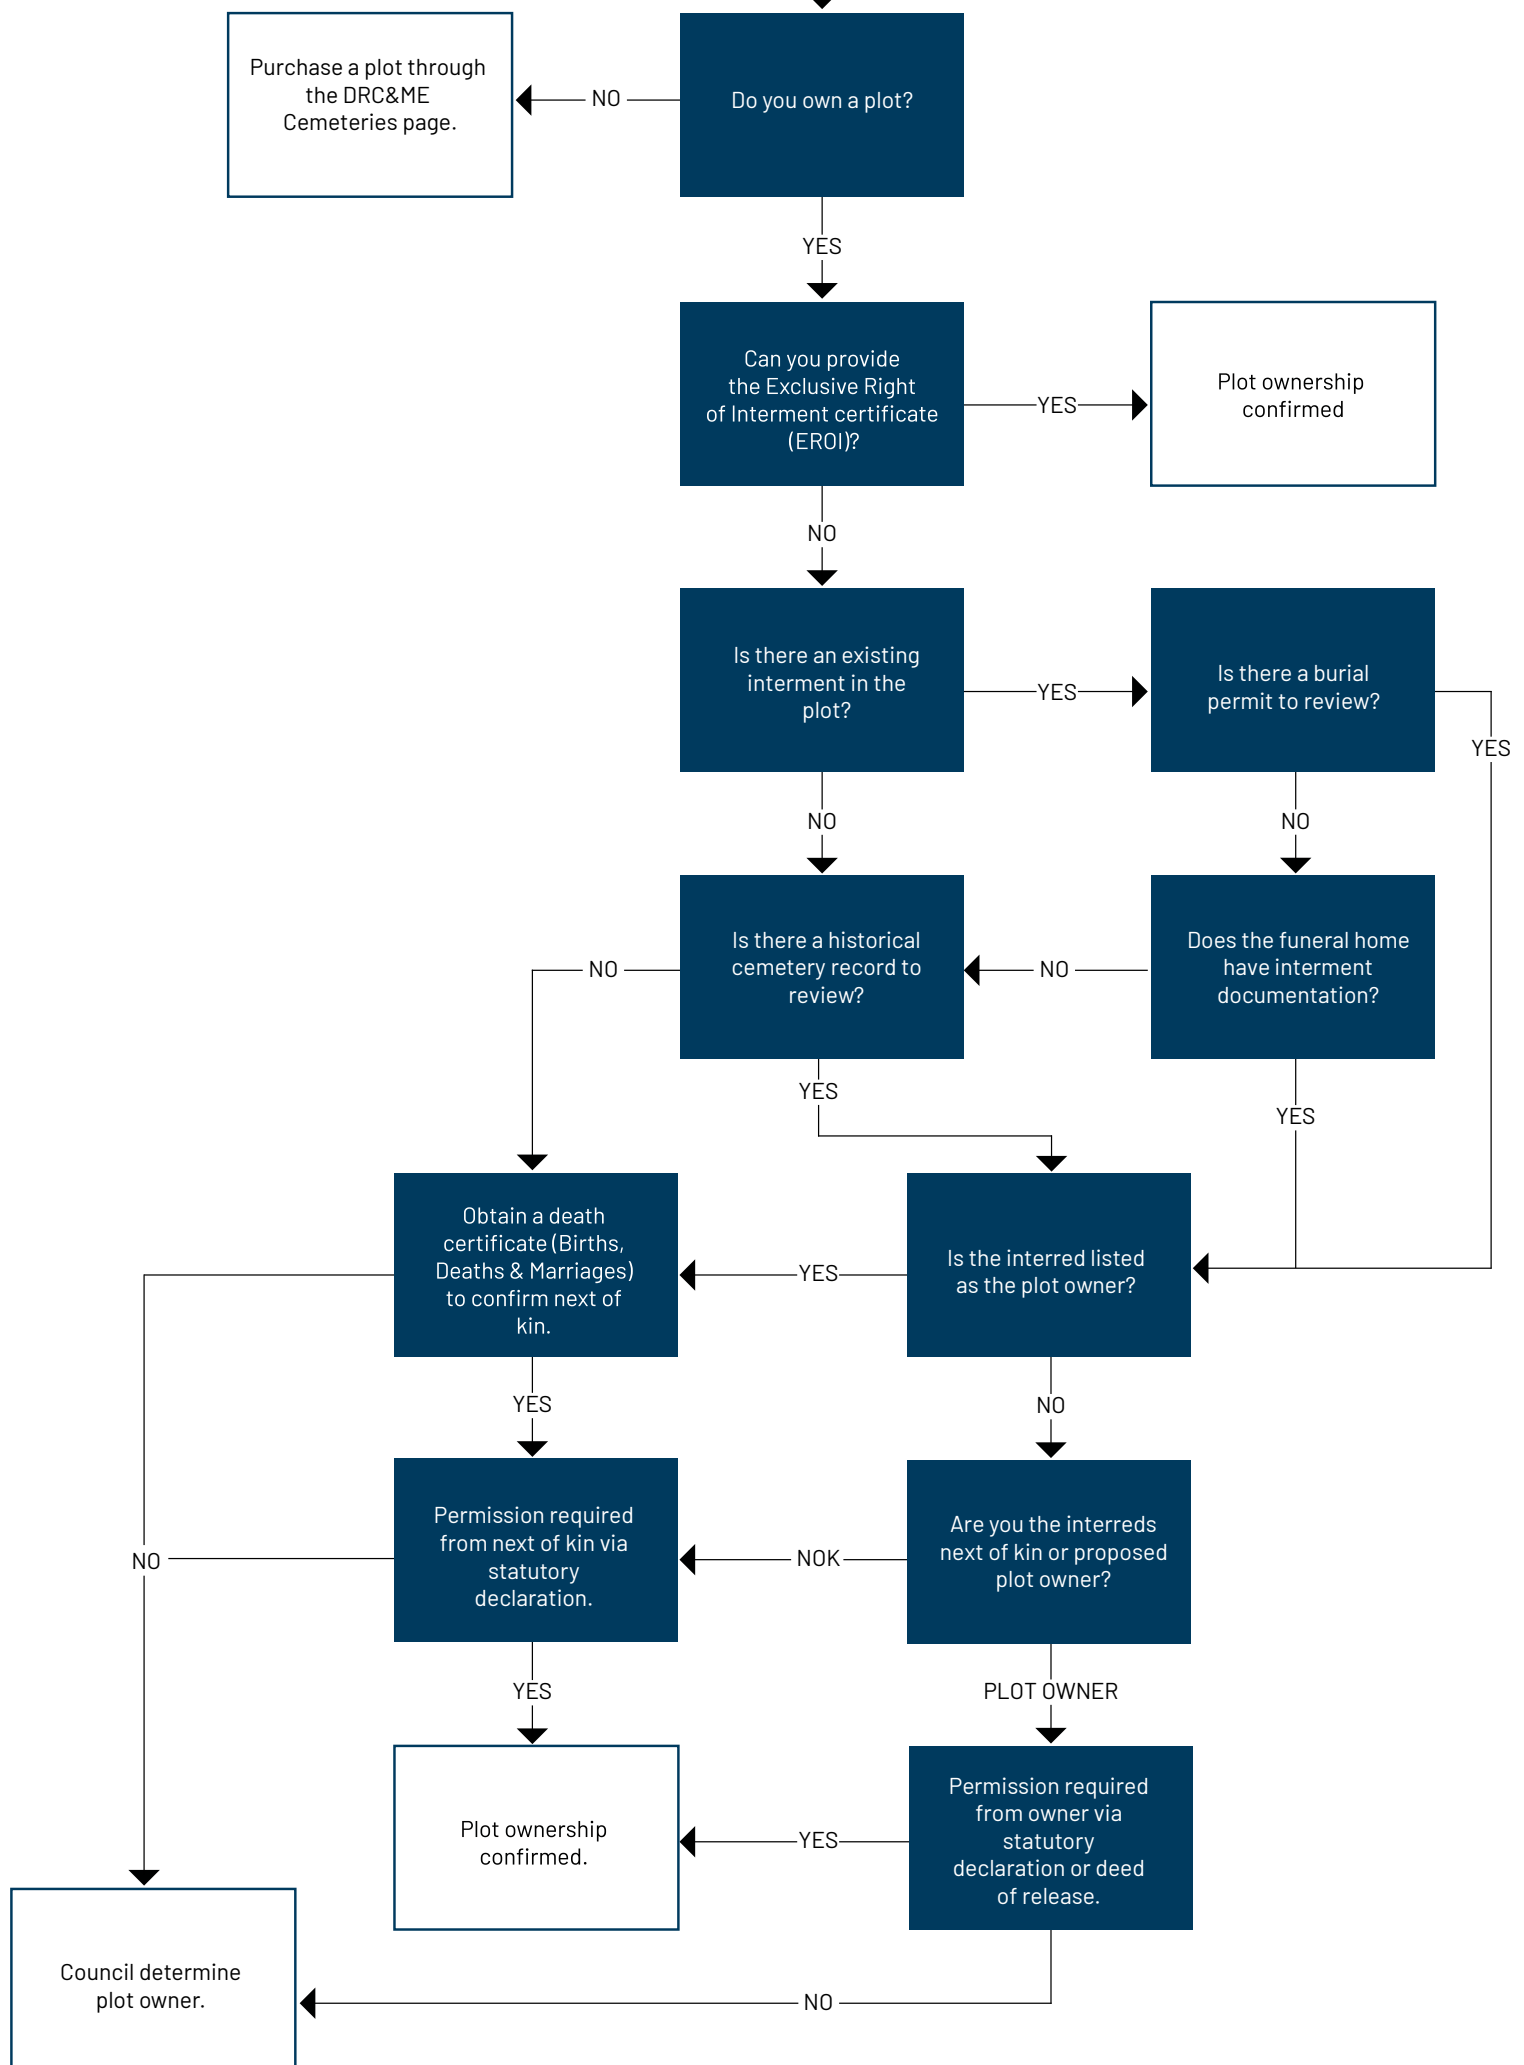 Purchase a plot through
the DRC&ME
Cemeteries page.
NO
Do you own a plot?
YES
Can you provide
the Exclusive Right
of Interment certificate
(EROI)?
YES
Plot ownership
confirmed
NO
Is there an existing
interment in the
plot?
YES
Is there a burial
permit to review?
YES
NO
NO
Is there a historical
cemetery record to
review?
NO
Does the funeral home
have interment
documentation?
NO
YES
YES
Obtain a death
certificate (Births,
Deaths & Marriages)
to confirm next of
kin.
YES
Is the interred listed
as the plot owner?
YES
NO
Permission required
from next of kin via
statutory
declaration.
NOK
Are you the interreds
next of kin or proposed
plot owner?
NO
YES
PLOT OWNER
Plot ownership
confirmed.
YES
Permission required
from owner via
statutory
declaration or deed
of release.
Council determine
plot owner.
NO